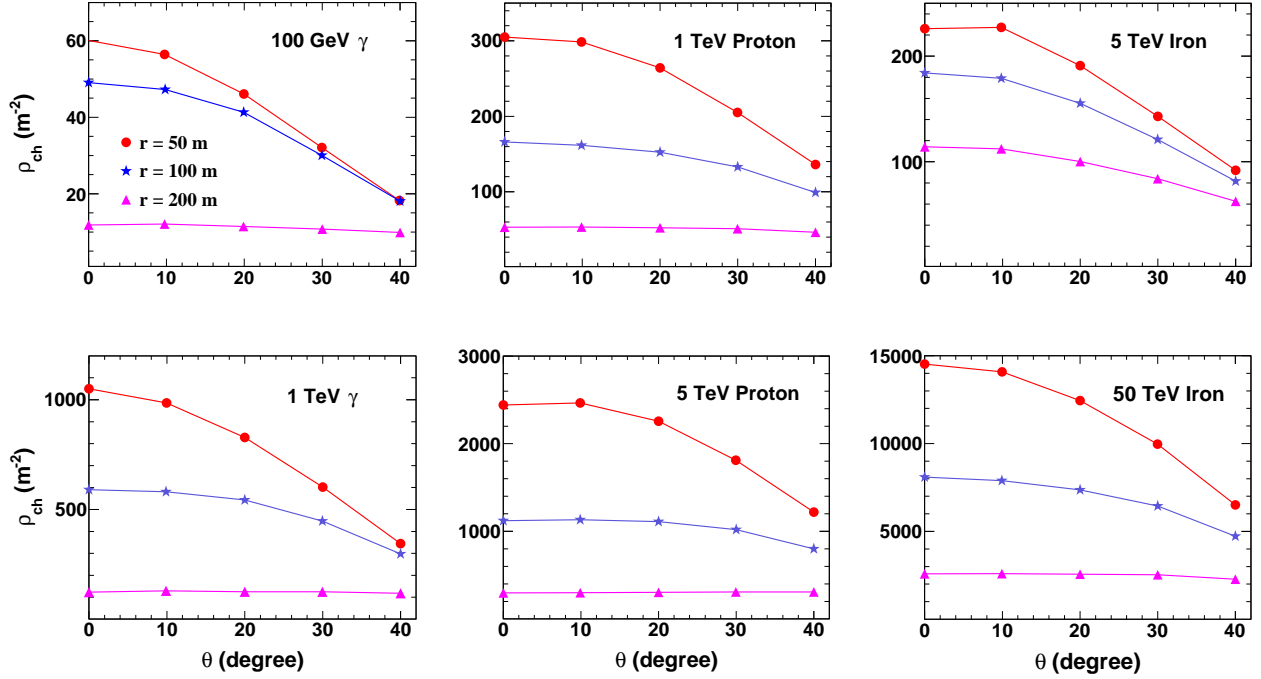 100 GeV γ
ρch (m-2)
60
40
20
r = 50 m
r = 100 m
r = 200 m
0 10 20 30 40
1 TeV Proton
300
200
100
0 10 20 30 40
5 TeV Iron
200
100
0 10 20 30 40
1 TeV γ
ρch (m-2)
1000
500
0 10 20 30 40
θ (degree)
5 TeV Proton
3000
2000
1000
0
0 10 20 30 40
θ (degree)
50 TeV Iron
15000
10000
5000
0
0 10 20 30 40
θ (degree)